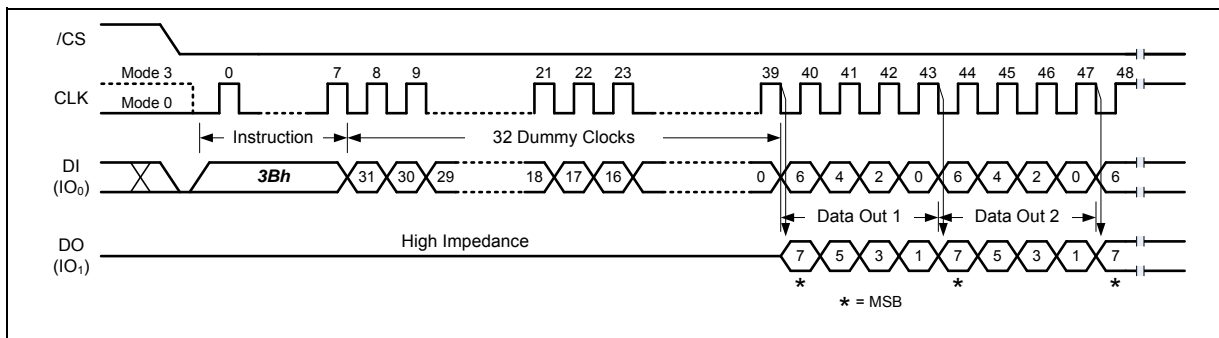 /CS
Mode 3 0 7 8 9 21 22 23 39 40 41 42 43 44 45 46 47 48
CLK
Mode 0
Instruction 32 Dummy Clocks
DI
(IO₀)
3Bh 31 30 29 18 17 16 0 6 4 2 0 6 4 2 0 6
Data Out 1 Data Out 2
High Impedance
DO
(IO₁)
7 5 3 1 7 5 3 1 7
* * *
* = MSB